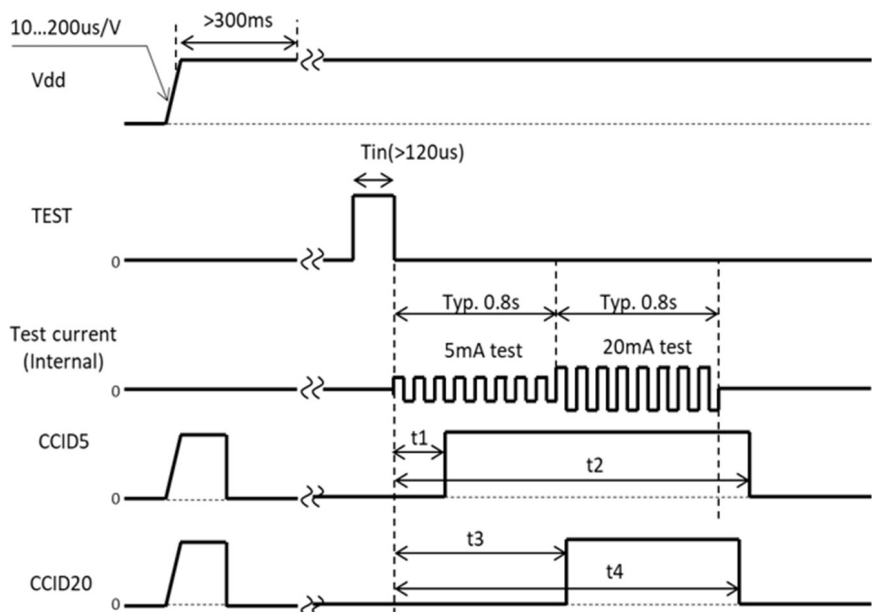 >300ms
10...200us/V
Vdd
Tin(>120us)
TEST
0
Typ. 0.8s
Typ. 0.8s
Test current
(Internal)
5mA test
20mA test
0
CCID5
t1
t2
0
t3
CCID20
t4
0